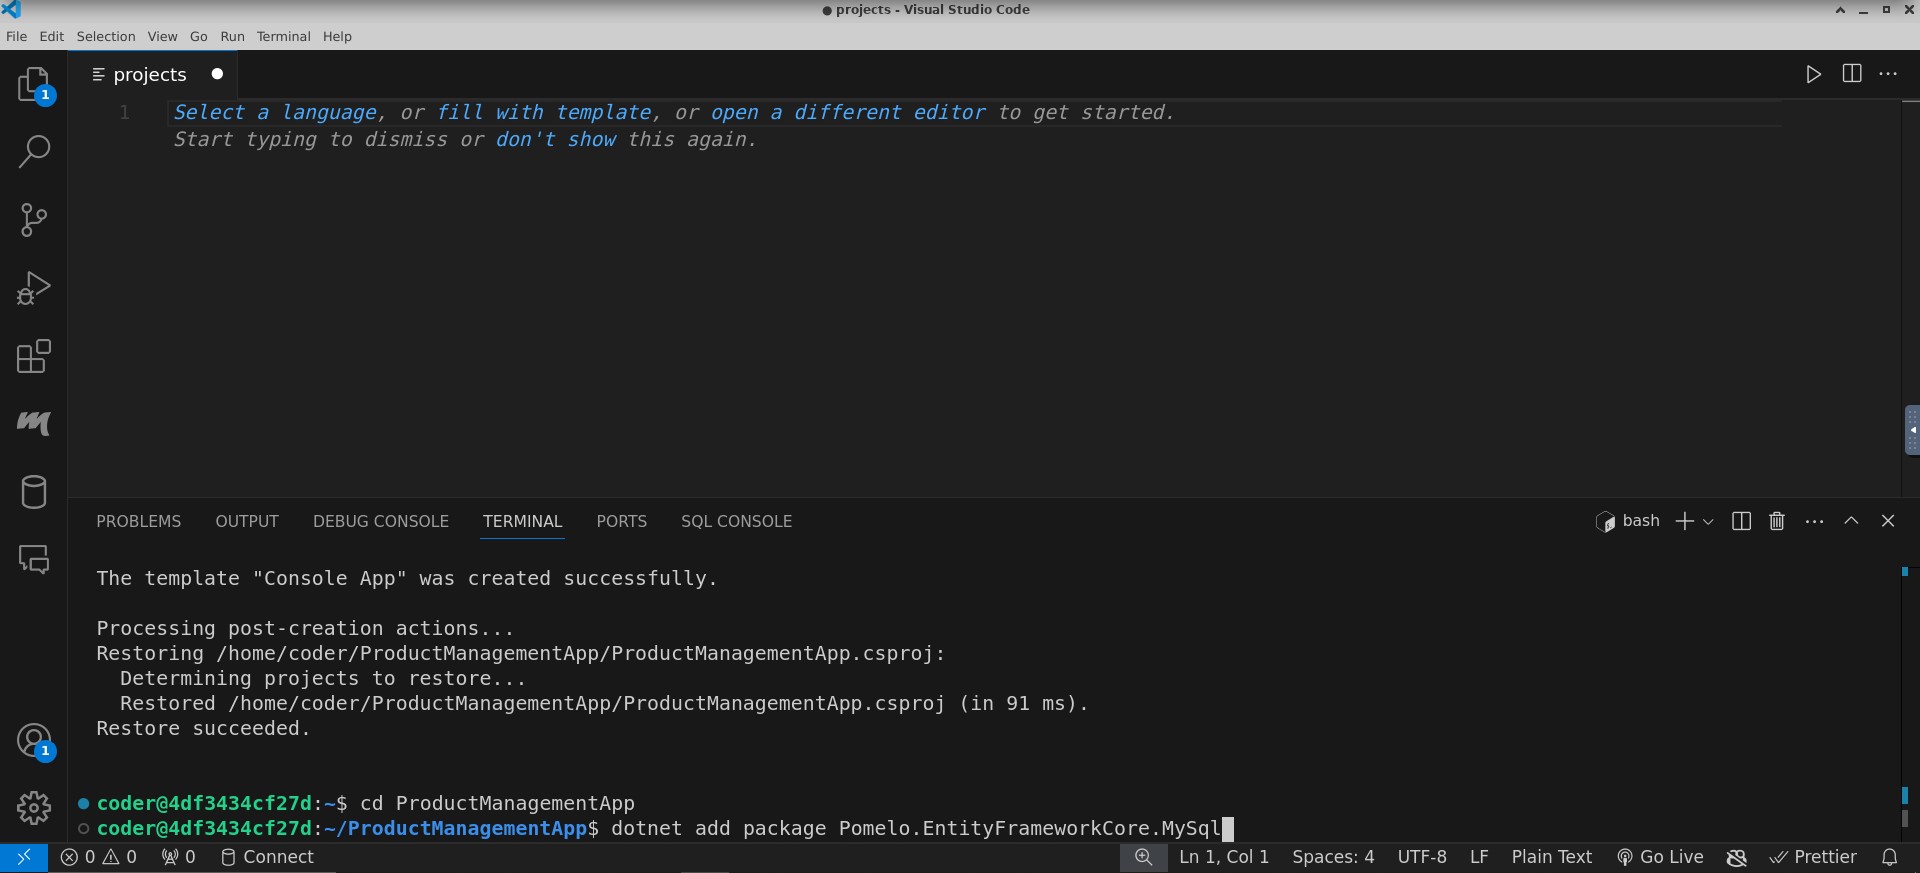 ● projects - Visual Studio Code
File Edit Selection View Go Run Terminal Help
projects
1
1 Select a language, or fill with template, or open a different editor to get started.
Start typing to dismiss or don't show this again.
PROBLEMS OUTPUT DEBUG CONSOLE TERMINAL PORTS SQL CONSOLE
bash
The template "Console App" was created successfully.
Processing post-creation actions...
Restoring /home/coder/ProductManagementApp/ProductManagementApp.csproj:
Determining projects to restore...
Restored /home/coder/ProductManagementApp/ProductManagementApp.csproj (in 91 ms).
Restore succeeded.
1
coder@4df3434cf27d:~$ cd ProductManagementApp
coder@4df3434cf27d:~/ProductManagementApp$ dotnet add package Pomelo.EntityFrameworkCore.MySql
0 0 0 Connect Ln 1, Col 1 Spaces: 4 UTF-8 LF Plain Text Go Live Prettier